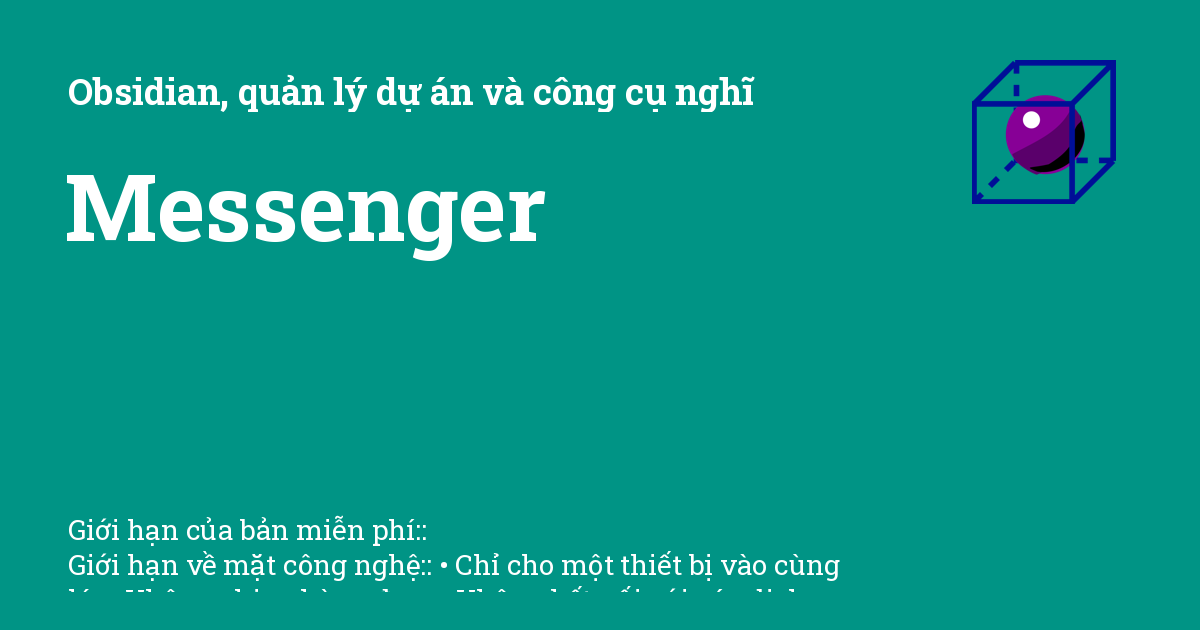 Obsidian, quản lý dự án và công cụ nghĩ
Messenger
Giới hạn của bản miễn phí::
Giới hạn về mặt công nghệ:: • Chỉ cho một thiết bị vào cùng